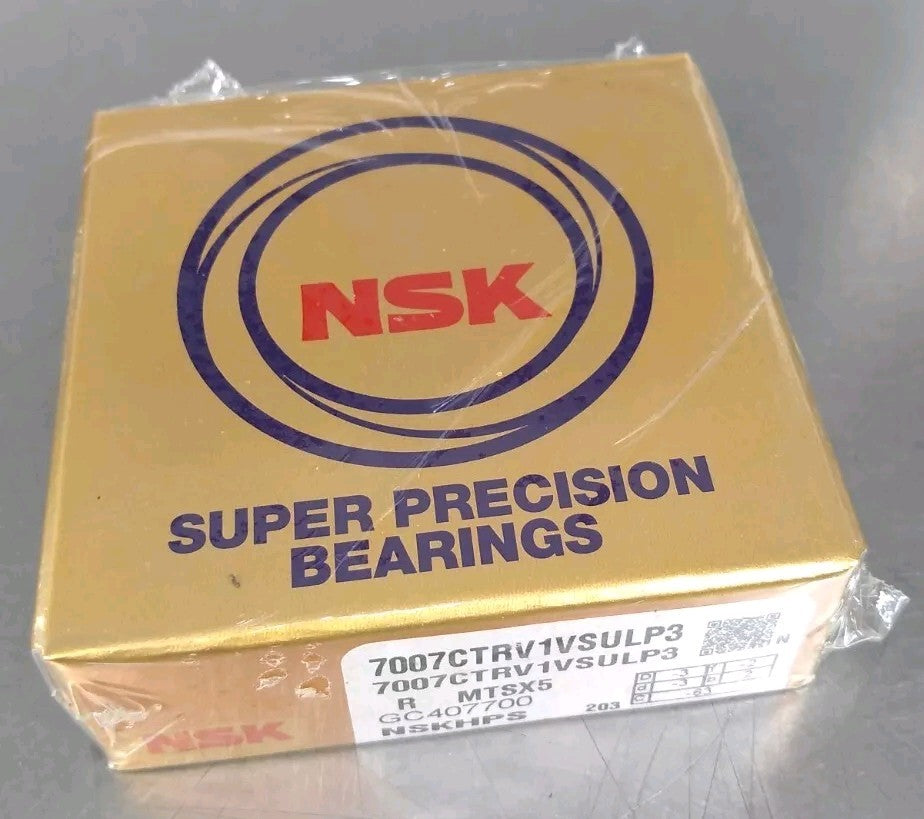 NSK
SUPER PRECISION
BEARINGS
7007CTRV1VSULP3
7007CTRV1VSULP3
R MTSX5
GC407700
NSKHPS
203
N
NSK